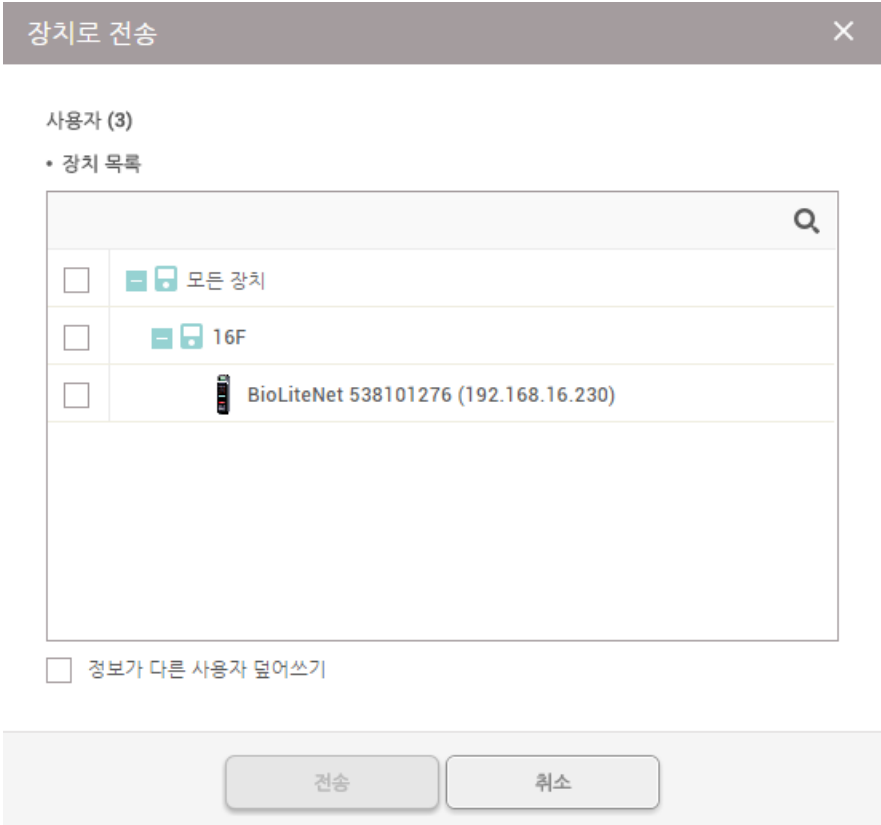 장치로 전송
사용자 (3)
• 장치 목록
모든 장치
16F
BioLiteNet 538101276 (192.168.16.230)
정보가 다른 사용자 덮어쓰기
전송 취소